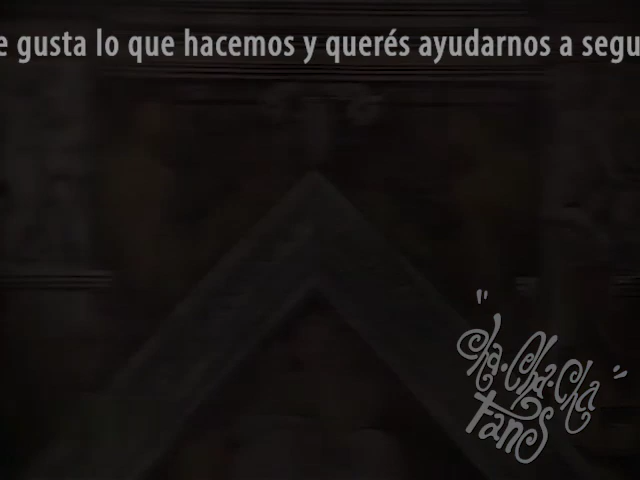 e gusta lo que hacemos y querés ayudarnos a segu
"Cha·Cha·Cha"
Fans